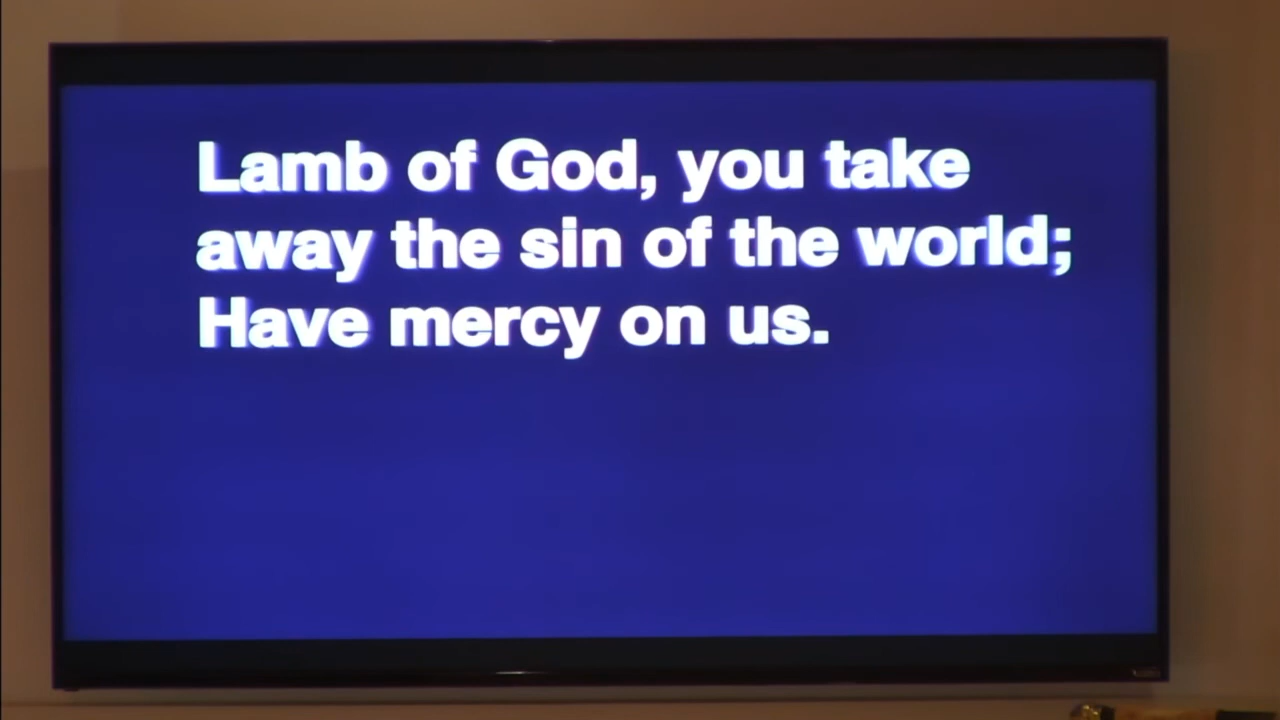 Lamb of God, you take
away the sin of the world;
Have mercy on us.